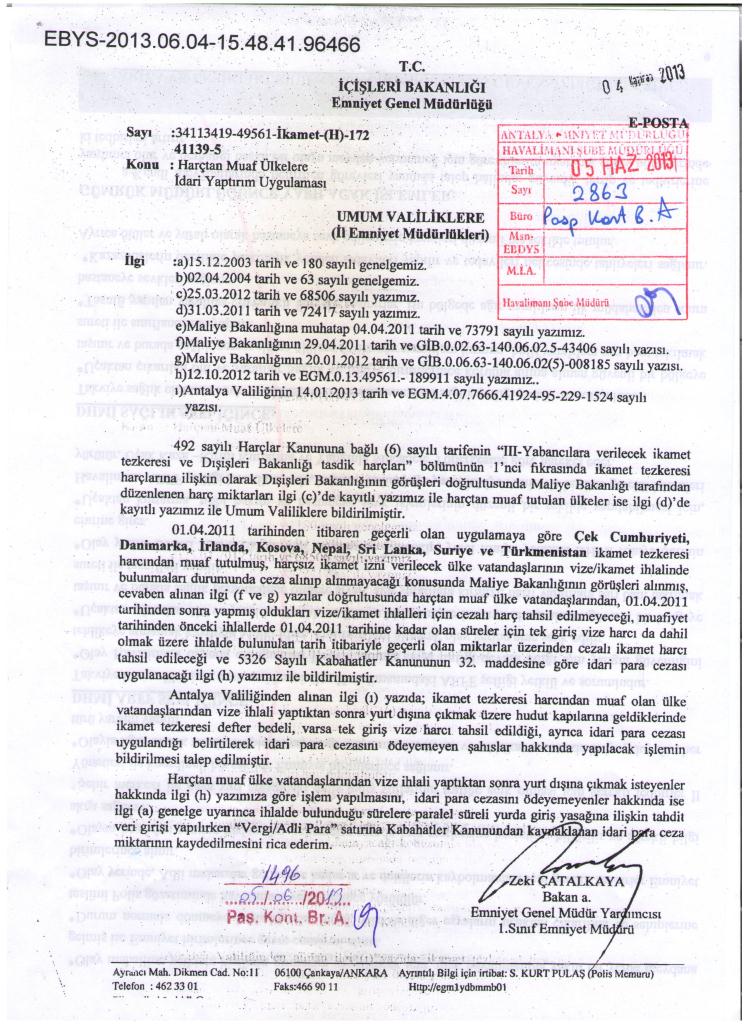 EBYS-2013.06.04-15.48.41.96466
T.C.
İÇİŞLERİ BAKANLIĞI
Emniyet Genel Müdürlüğü
04 Haziran 2013
E-POSTA
Sayı :34113419-49561-İkamet-(H)-172
41139-5
Konu : Harçtan Muaf Ülkelere
İdari Yaptırım Uygulaması
ANTALYA EMNİYET MÜDÜRLÜĞÜ
HAVALİMANI ŞUBE MÜDÜRLÜĞÜ
Tarih 05 HAZ 2013
Sayı 2863
Büro Pasp Kont B.A
Msn-
EBDYS
M.İ.A.
Havalimanı Şube Müdürü
UMUM VALİLİKLERE
(İl Emniyet Müdürlükleri)
İlgi :a)15.12.2003 tarih ve 180 sayılı genelgemiz.
b)02.04.2004 tarih ve 63 sayılı genelgemiz.
c)25.03.2012 tarih ve 68506 sayılı yazımız.
d)31.03.2011 tarih ve 72417 sayılı yazımız.
e)Maliye Bakanlığına muhatap 04.04.2011 tarih ve 73791 sayılı yazımız.
f)Maliye Bakanlığının 29.04.2011 tarih ve GİB.0.02.63-140.06.02.5-43406 sayılı yazısı.
g)Maliye Bakanlığının 20.01.2012 tarih ve GİB.0.06.63-140.06.02(5)-008185 sayılı yazısı.
h)12.10.2012 tarih ve EGM.0.13.49561.- 189911 sayılı yazımız..
ı)Antalya Valiliğinin 14.01.2013 tarih ve EGM.4.07.7666.41924-95-229-1524 sayılı
yazısı.
492 sayılı Harçlar Kanununa bağlı (6) sayılı tarifenin “III-Yabancılara verilecek ikamet
tezkeresi ve Dışişleri Bakanlığı tasdik harçları” bölümünün 1’nci fıkrasında ikamet tezkeresi
harçlarına ilişkin olarak Dışişleri Bakanlığının görüşleri doğrultusunda Maliye Bakanlığı tarafından
düzenlenen harç miktarları ilgi (c)’de kayıtlı yazımız ile harçtan muaf tutulan ülkeler ise ilgi (d)’de
kayıtlı yazımız ile Umum Valiliklere bildirilmiştir.
01.04.2011 tarihinden itibaren geçerli olan uygulamaya göre Çek Cumhuriyeti,
Danimarka, İrlanda, Kosova, Nepal, Sri Lanka, Suriye ve Türkmenistan ikamet tezkeresi
harcından muaf tutulmuş, harçsız ikamet izni verilecek ülke vatandaşlarının vize/ikamet ihlalinde
bulunmaları durumunda ceza alınıp alınmayacağı konusunda Maliye Bakanlığının görüşleri alınmış,
cevaben alınan ilgi (f ve g) yazılar doğrultusunda harçtan muaf ülke vatandaşlarından, 01.04.2011
tarihinden sonra yapmış oldukları vize/ikamet ihlalleri için cezalı harç tahsil edilmeyeceği, muafiyet
tarihinden önceki ihlallerde 01.04.2011 tarihine kadar olan süreler için tek giriş vize harcı da dahil
olmak üzere ihlalde bulunulan tarih itibariyle geçerli olan miktarlar üzerinden cezalı ikamet harcı
tahsil edileceği ve 5326 Sayılı Kabahatler Kanununun 32. maddesine göre idari para cezası
uygulanacağı ilgi (h) yazımız ile bildirilmiştir.
Antalya Valiliğinden alınan ilgi (ı) yazıda; ikamet tezkeresi harcından muaf olan ülke
vatandaşlarından vize ihlali yaptıktan sonra yurt dışına çıkmak üzere hudut kapılarına geldiklerinde
ikamet tezkeresi defter bedeli, varsa tek giriş vize harcı tahsil edildiği, ayrıca idari para cezası
uygulandığı belirtilerek idari para cezasını ödeyemeyen şahıslar hakkında yapılacak işlemin
bildirilmesi talep edilmiştir.
Harçtan muaf ülke vatandaşlarından vize ihlali yaptıktan sonra yurt dışına çıkmak isteyenler
hakkında ilgi (h) yazımıza göre işlem yapılmasını, idari para cezasını ödeyemeyenler hakkında ise
ilgi (a) genelge uyarınca ihlalde bulunduğu sürelere paralel süreli yurda giriş yasağına ilişkin tahdit
veri girişi yapılırken “Vergi/Adli Para” satırına Kabahatler Kanunundan kaynaklanan idari para ceza
miktarının kaydedilmesini rica ederim.
1496
05/06/2013
Pas. Kont. Br. A.
Zeki ÇATALKAYA
Bakan a.
Emniyet Genel Müdür Yardımcısı
1.Sınıf Emniyet Müdürü
Ayrancı Mah. Dikmen Cad. No:11 06100 Çankaya/ANKARA Ayrıntılı Bilgi için irtibat: S. KURT PULAŞ (Polis Memuru)
Telefon : 462 33 01 Faks:466 90 11 Http://egm1ydbmmb01